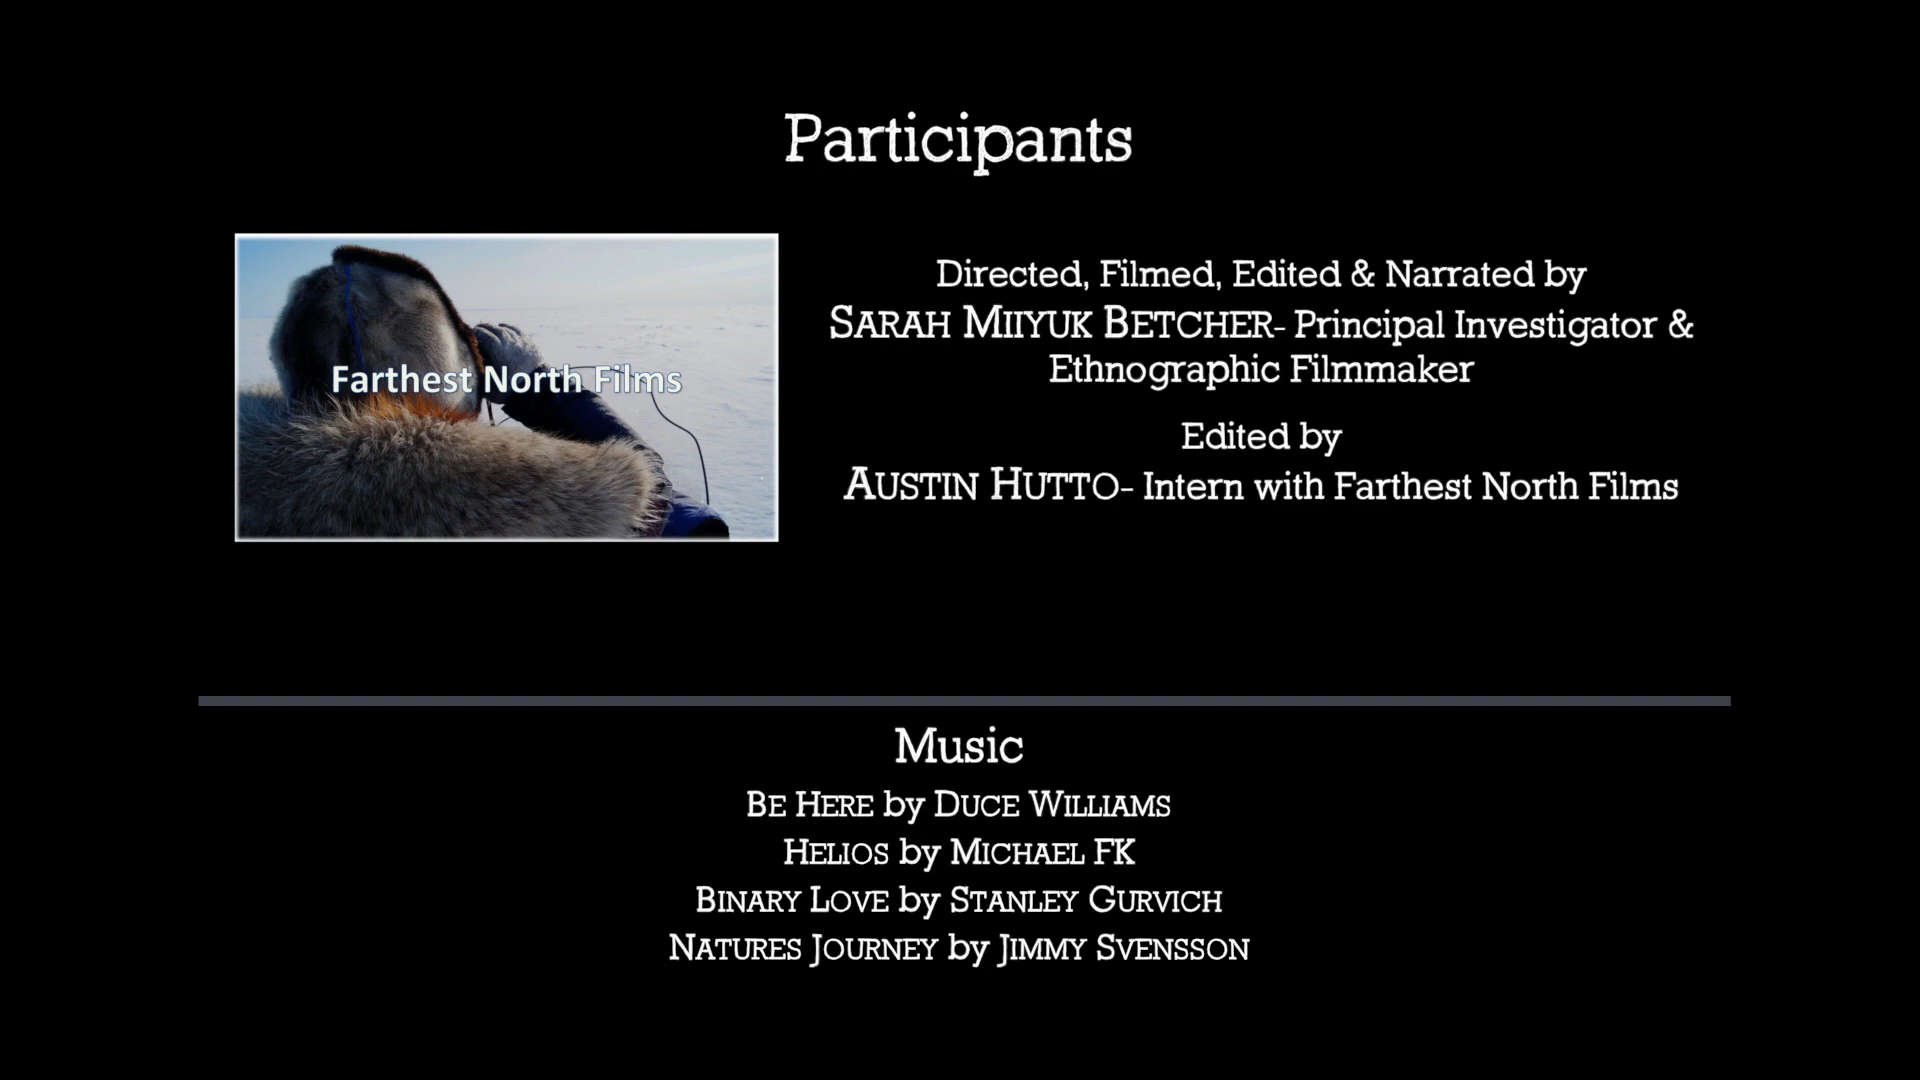 Participants
Farthest North Films
Directed, Filmed, Edited & Narrated by
SARAH MIIYUK BETCHER- Principal Investigator &
Ethnographic Filmmaker
Edited by
AUSTIN HUTTO- Intern with Farthest North Films
Music
BE HERE by DUCE WILLIAMS
HELIOS by MICHAEL FK
BINARY LOVE by STANLEY GURVICH
NATURES JOURNEY by JIMMY SVENSSON